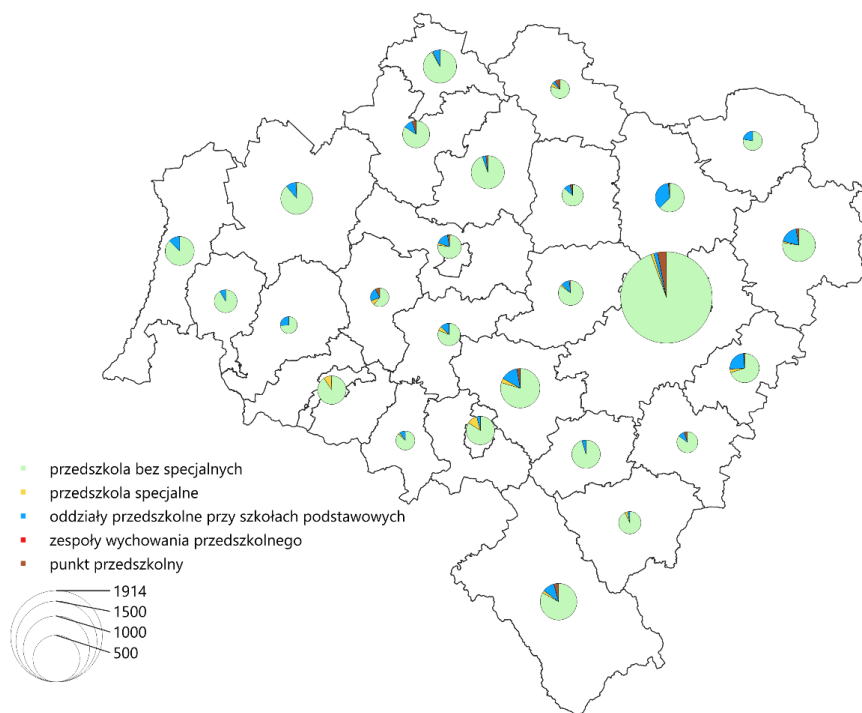 przedszkola bez specjalnych
przedszkola specjalne
oddziały przedszkolne przy szkołach podstawowych
zespoły wychowania przedszkolnego
punkt przedszkolny
1914
1500
1000
500